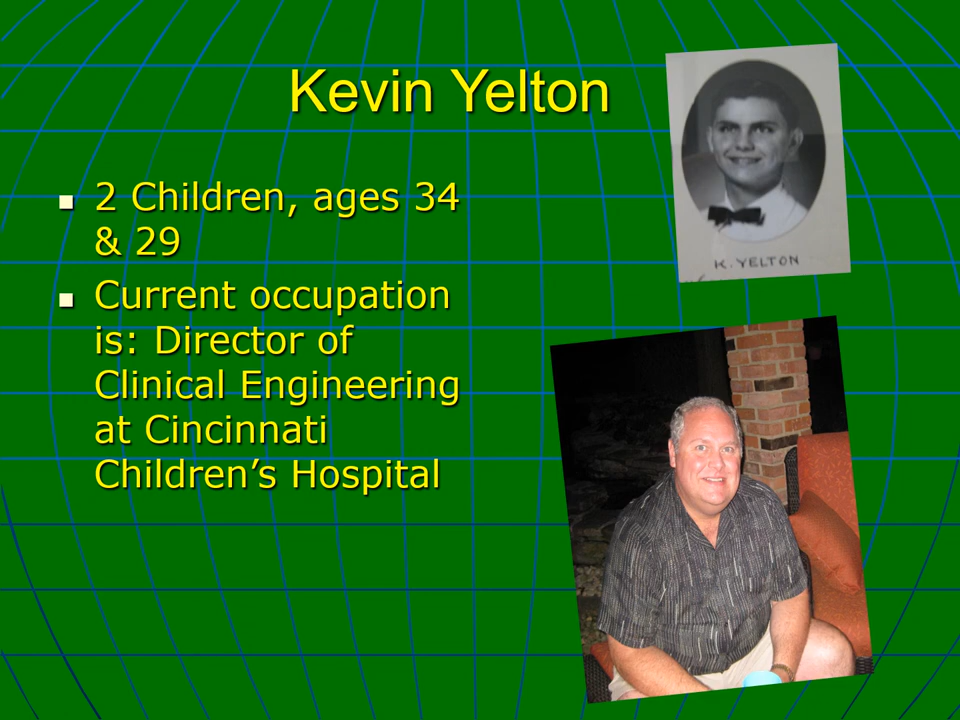 Kevin Yelton
K. YELTON
2 Children, ages 34
& 29
Current occupation
is: Director of
Clinical Engineering
at Cincinnati
Children’s Hospital